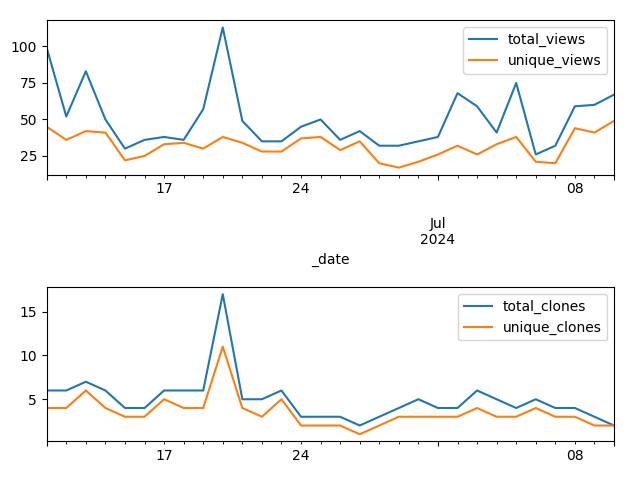 total_views
unique_views
100
75
50
25
17
24
08
Jul
2024
_date
total_clones
unique_clones
15
10
5
17
24
08